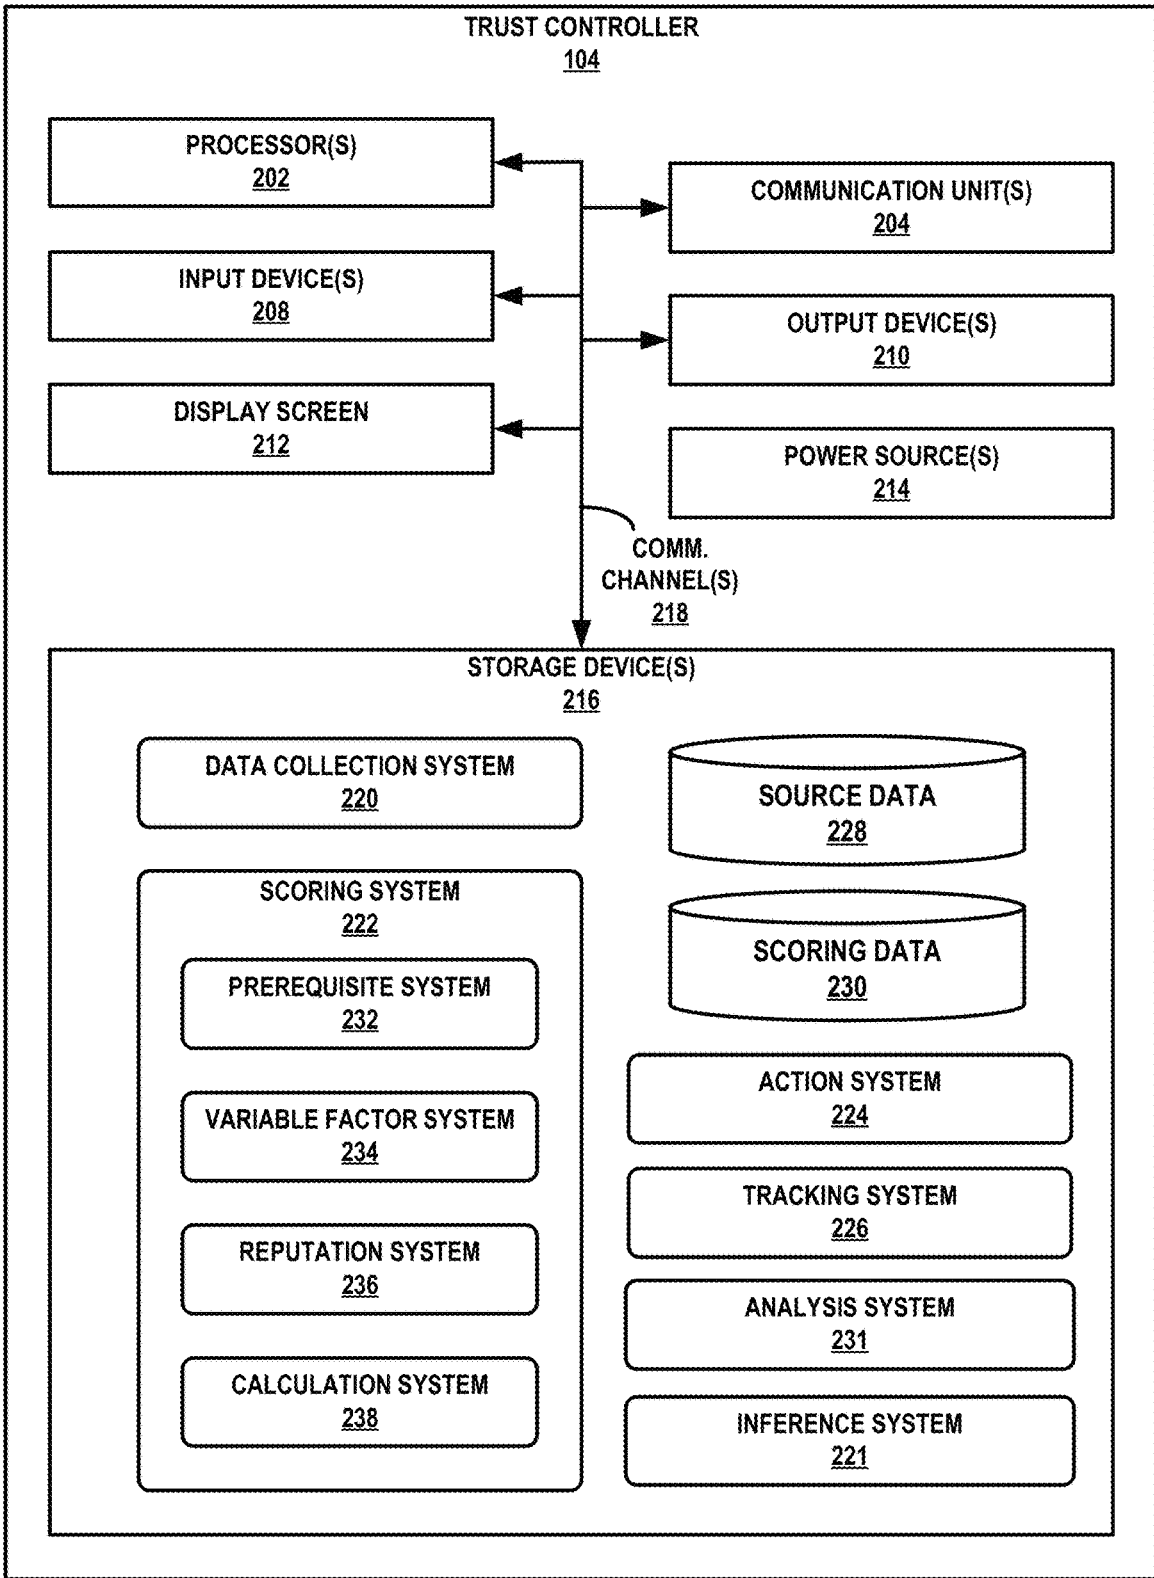 TRUST CONTROLLER
104
PROCESSOR(S)
202
COMMUNICATION UNIT(S)
204
INPUT DEVICE(S)
208
OUTPUT DEVICE(S)
210
DISPLAY SCREEN
212
POWER SOURCE(S)
214
COMM.
CHANNEL(S)
218
STORAGE DEVICE(S)
216
DATA COLLECTION SYSTEM
220
SCORING SYSTEM
222
PREREQUISITE SYSTEM
232
VARIABLE FACTOR SYSTEM
234
REPUTATION SYSTEM
236
CALCULATION SYSTEM
238
SOURCE DATA
228
SCORING DATA
230
ACTION SYSTEM
224
TRACKING SYSTEM
226
ANALYSIS SYSTEM
231
INFERENCE SYSTEM
221